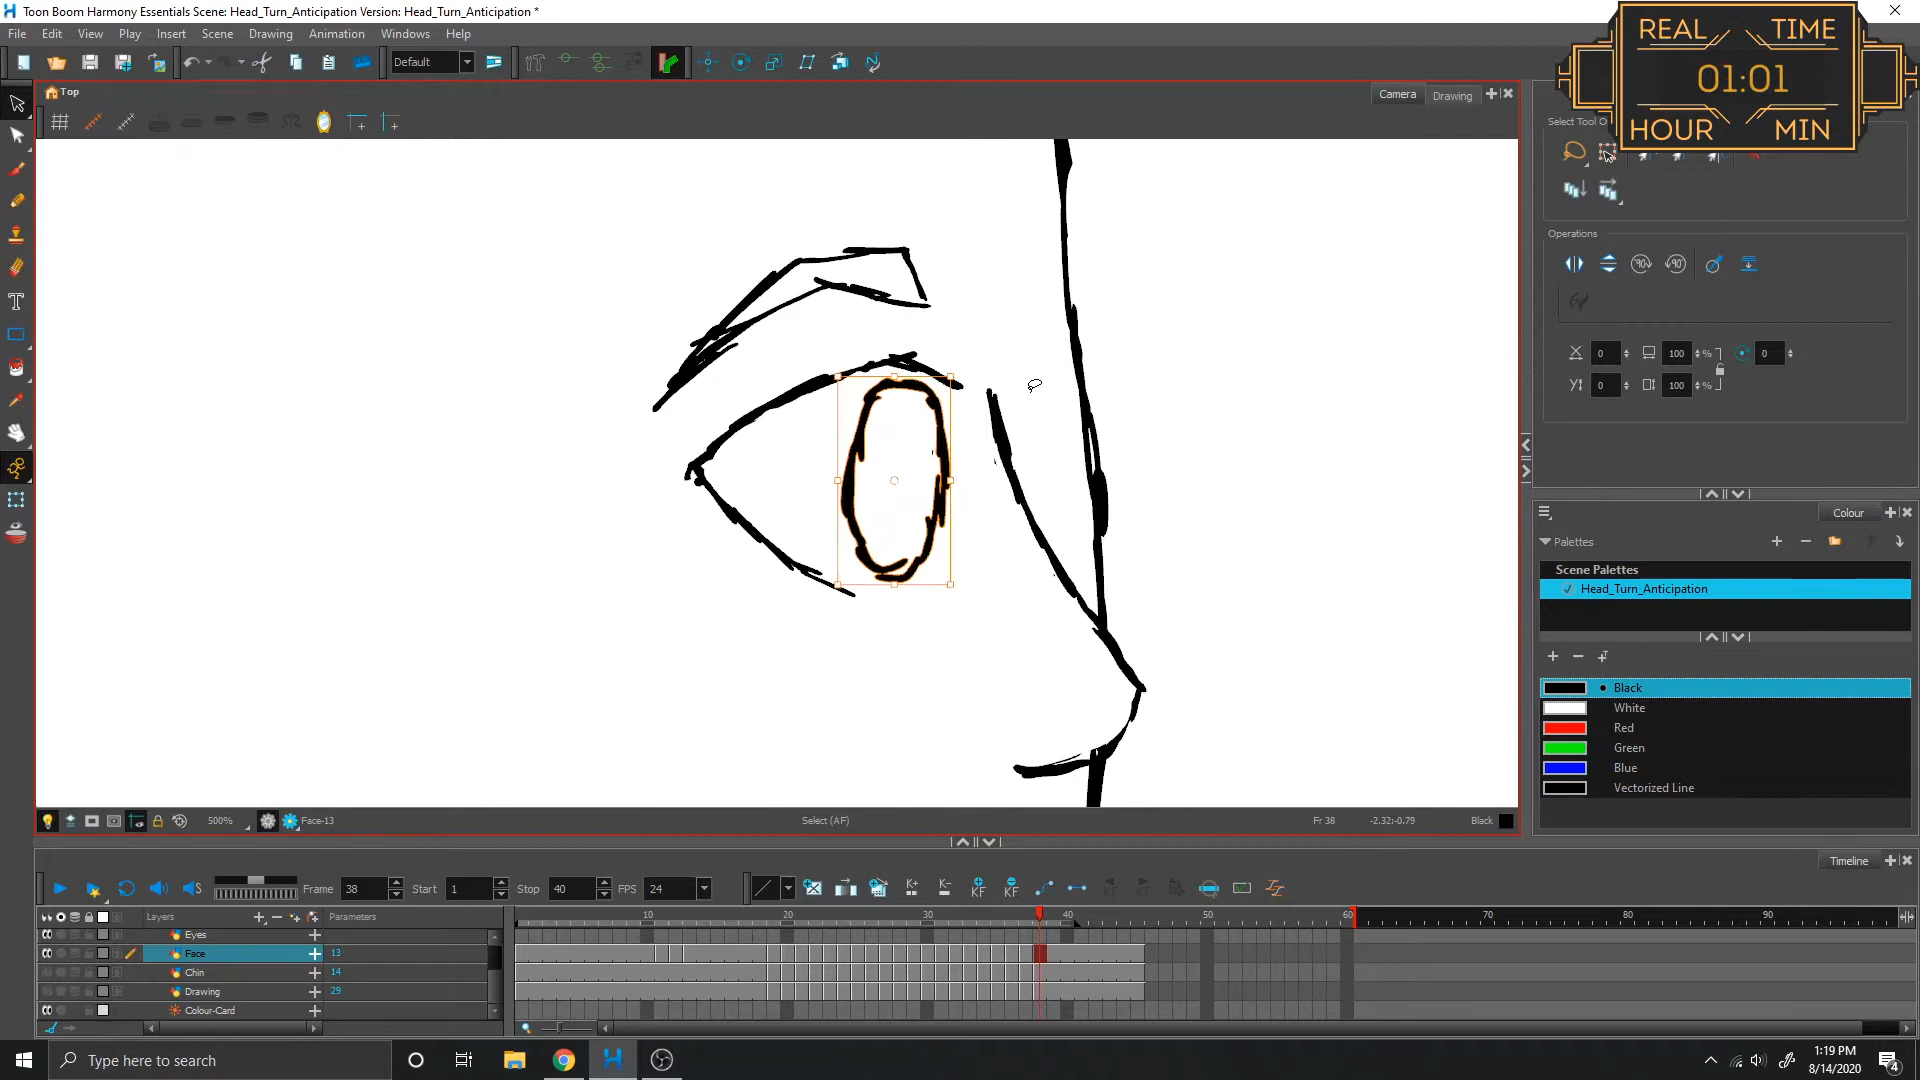 Toon Boom Harmony Essentials Scene: Head_Turn_Anticipation Version: Head_Turn_Anticipation *
File Edit View Play Insert Scene Drawing Animation Windows Help
REAL TIME
01:01
HOUR MIN
Default
Top
Camera
Drawing
Select Tool O
Operations
X 0 100 % 0
Y 0 100 %
Colour
Palettes
Scene Palettes
Head_Turn_Anticipation
Black
White
Red
Green
Blue
Vectorized Line
500%
Face-13
Select (AF)
Fr 38
-2.32:-0.79
Black
Timeline
Frame 38 Start 1 Stop 40 FPS 24
K+ K- KF KF
Layers Parameters
10 20 30 40 50 60 70 80 90
Eyes
Face 13
Chin 14
Drawing 29
Colour-Card
Type here to search
1:19 PM
8/14/2020
4